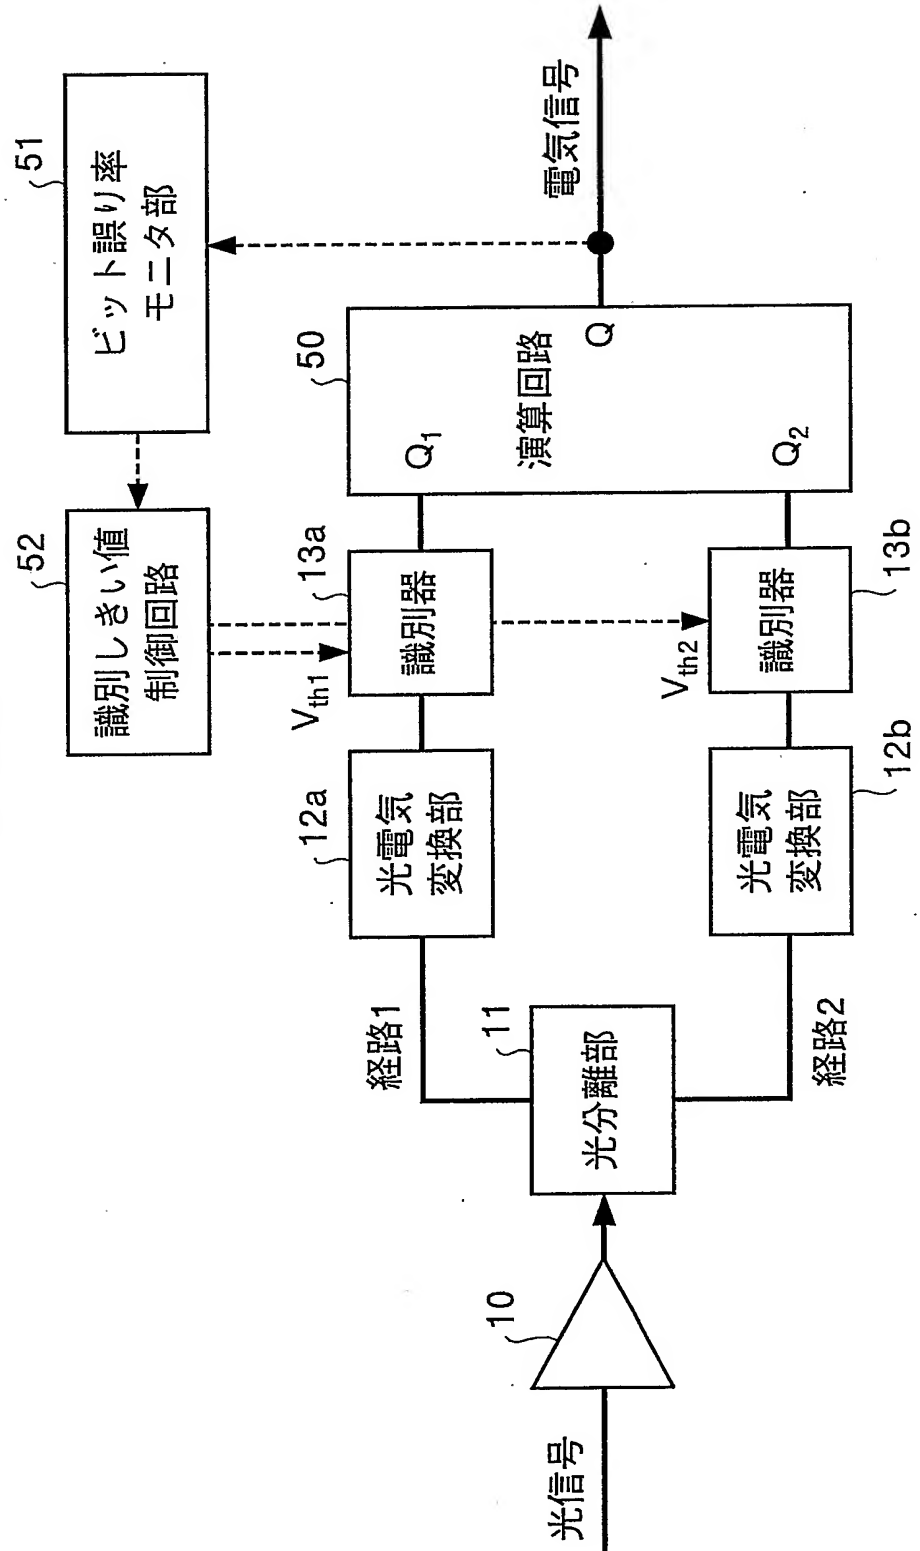 51
ビット誤り率
モニタ部
52
識別しきい値
制御回路
電気信号
50
演算回路
Q1
Q2
Q
13a
識別器
Vth1
13b
識別器
Vth2
12a
光電気
変換部
12b
光電気
変換部
経路1
経路2
11
光分離部
10
光信号